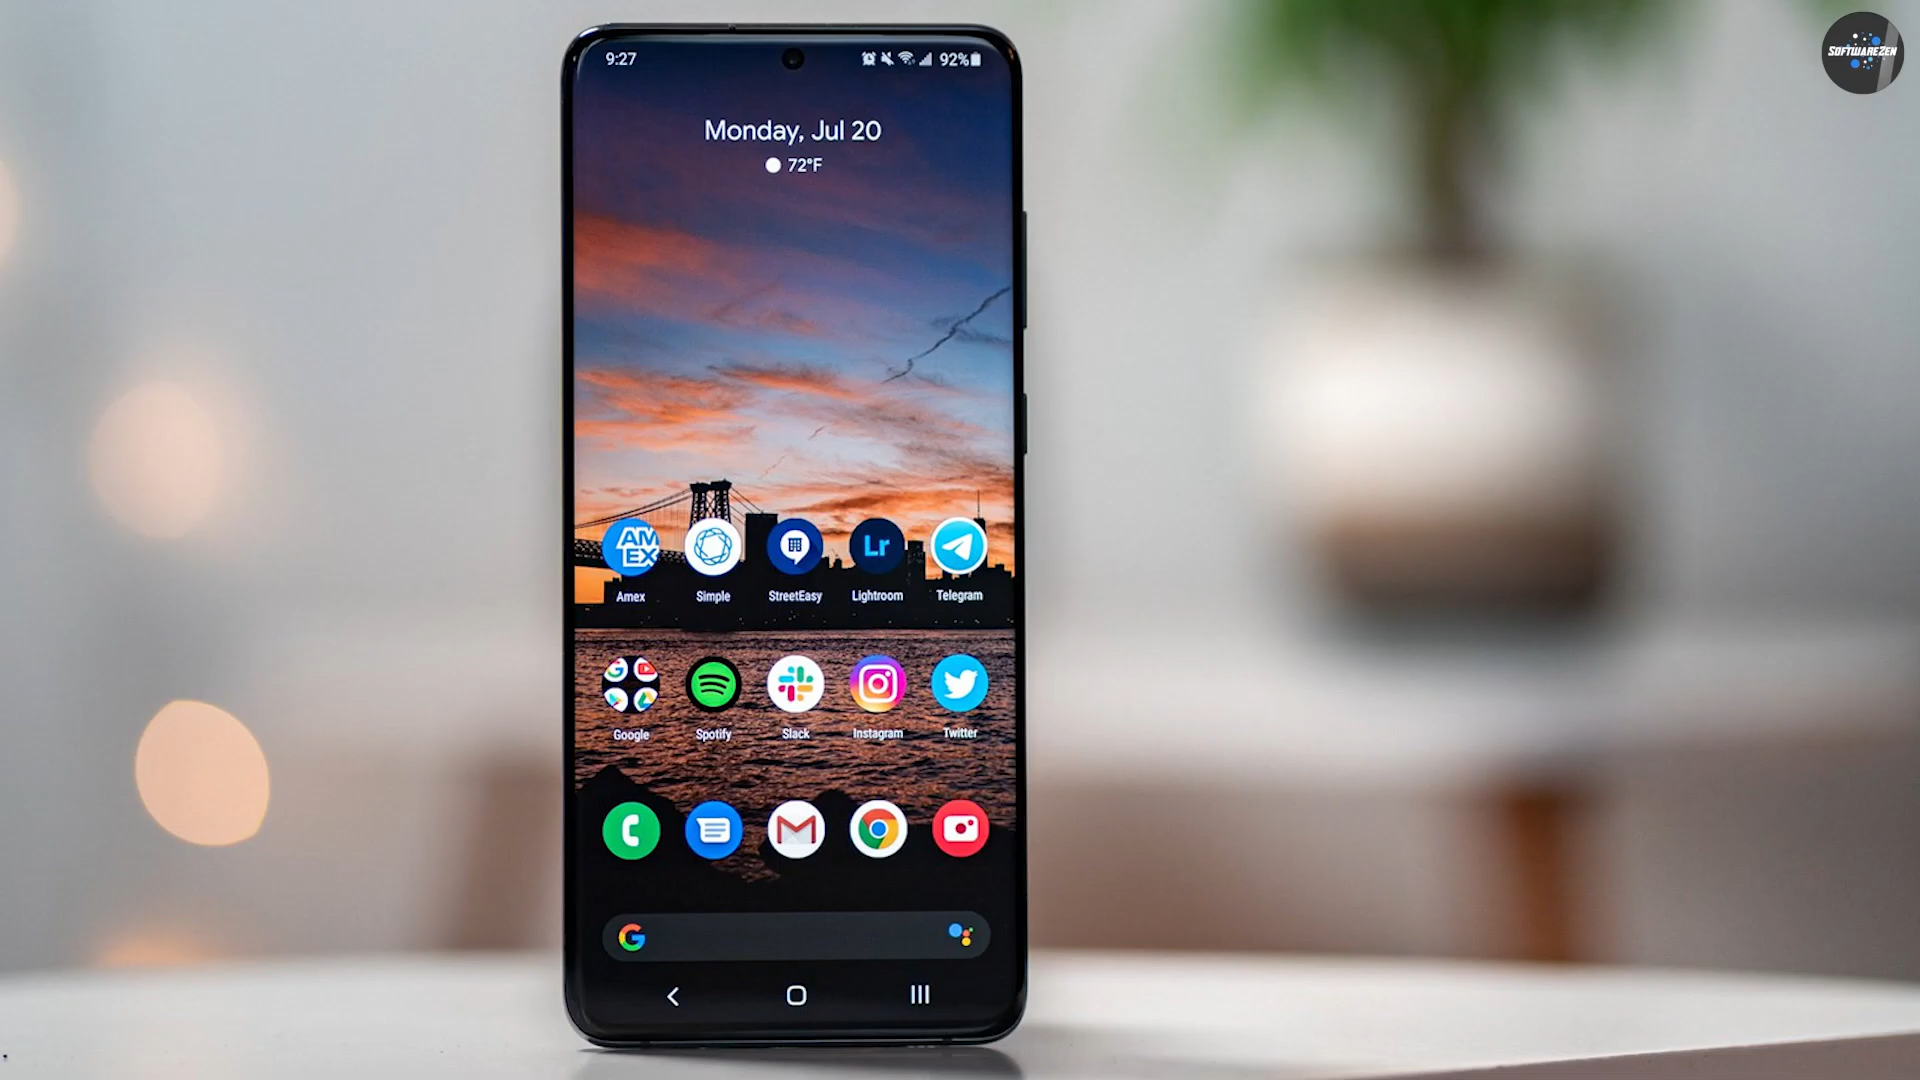 SOFTWAREZEN
9:27
92%
Monday, Jul 20
72°F
AM
EX
Lr
Amex
Simple
StreetEasy
Lightroom
Telegram
Google
Spotify
Slack
Instagram
Twitter